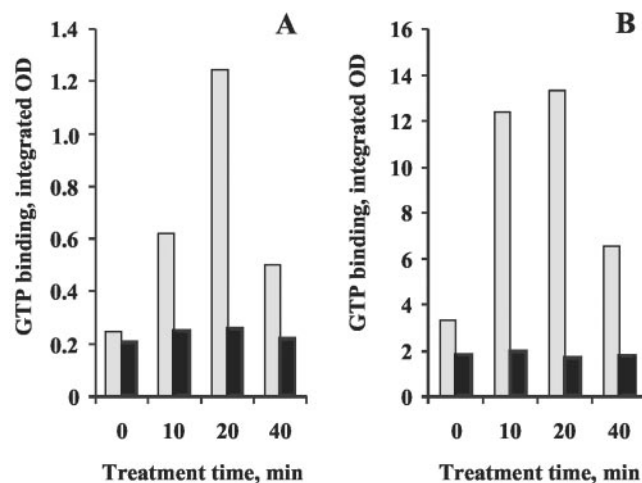 A
GTP binding, integrated OD
1.4
1.2
1.0
0.8
0.6
0.4
0.2
0
0 10 20 40
Treatment time, min
B
GTP binding, integrated OD
16
14
12
10
8
6
4
2
0
0 10 20 40
Treatment time, min